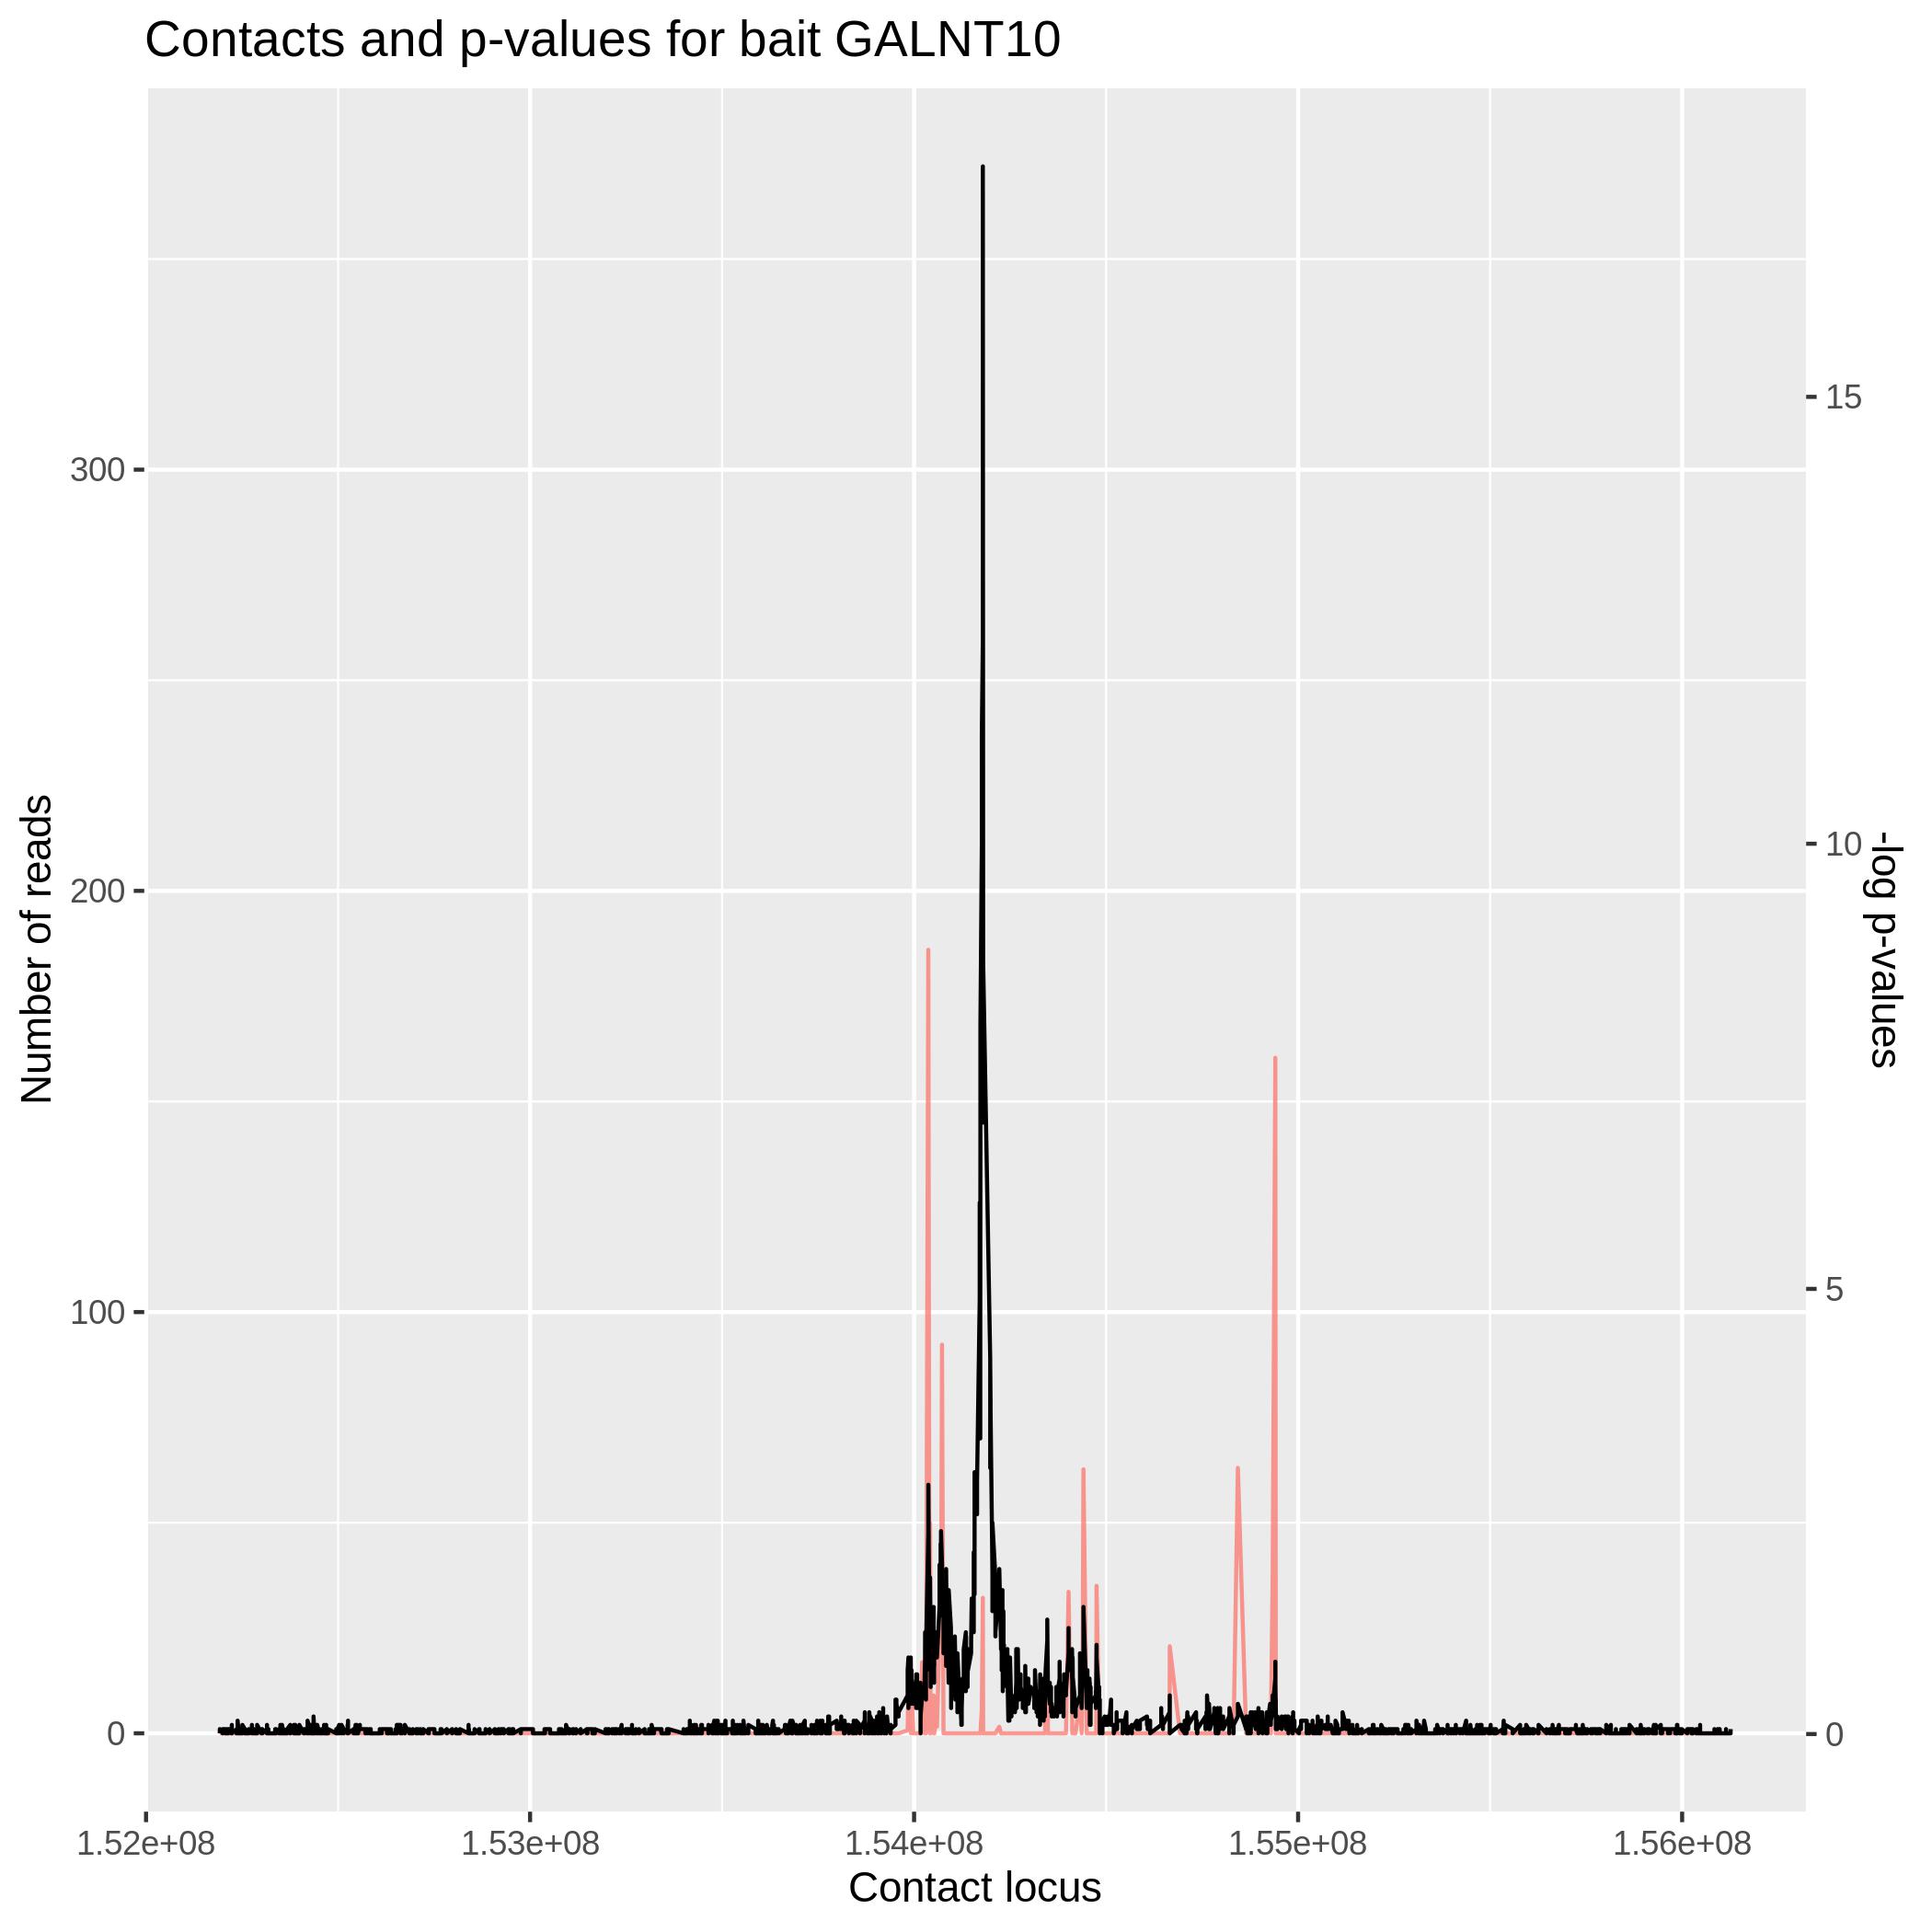 Contacts and p-values for bait GALNT10
Number of reads
300
200
100
0
15
10
5
0
-log p-values
1.52e+08 1.53e+08 1.54e+08 1.55e+08 1.56e+08
Contact locus